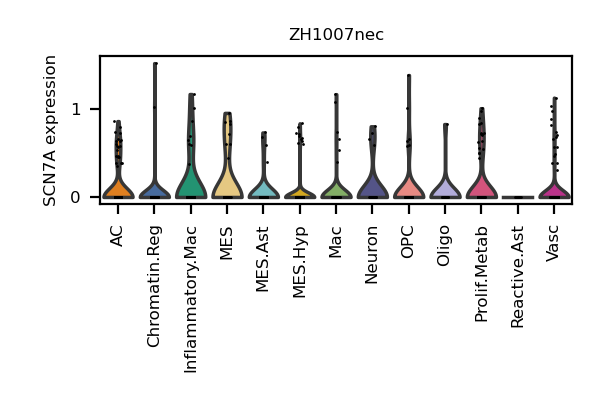 ZH1007nec
SCN7A expression
1
0
AC
Chromatin.Reg
Inflammatory.Mac
MES
MES.Ast
MES.Hyp
Mac
Neuron
OPC
Oligo
Prolif.Metab
Reactive.Ast
Vasc